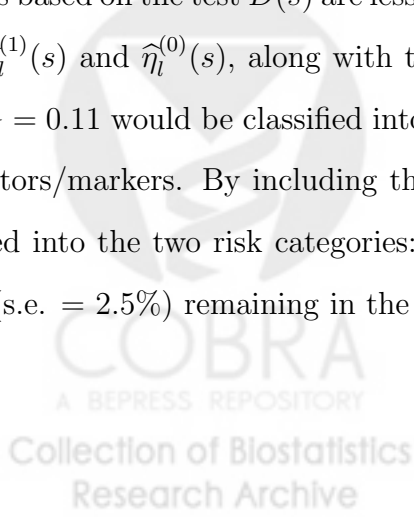 s based on the test D(s) are less
^(1)_l(s) and η̂_l^(0)(s), along with t
= 0.11 would be classified into
tors/markers. By including th
ed into the two risk categories:
(s.e. = 2.5%) remaining in the
COBRA
A BEPRESS REPOSITORY
Collection of Biostatistics
Research Archive